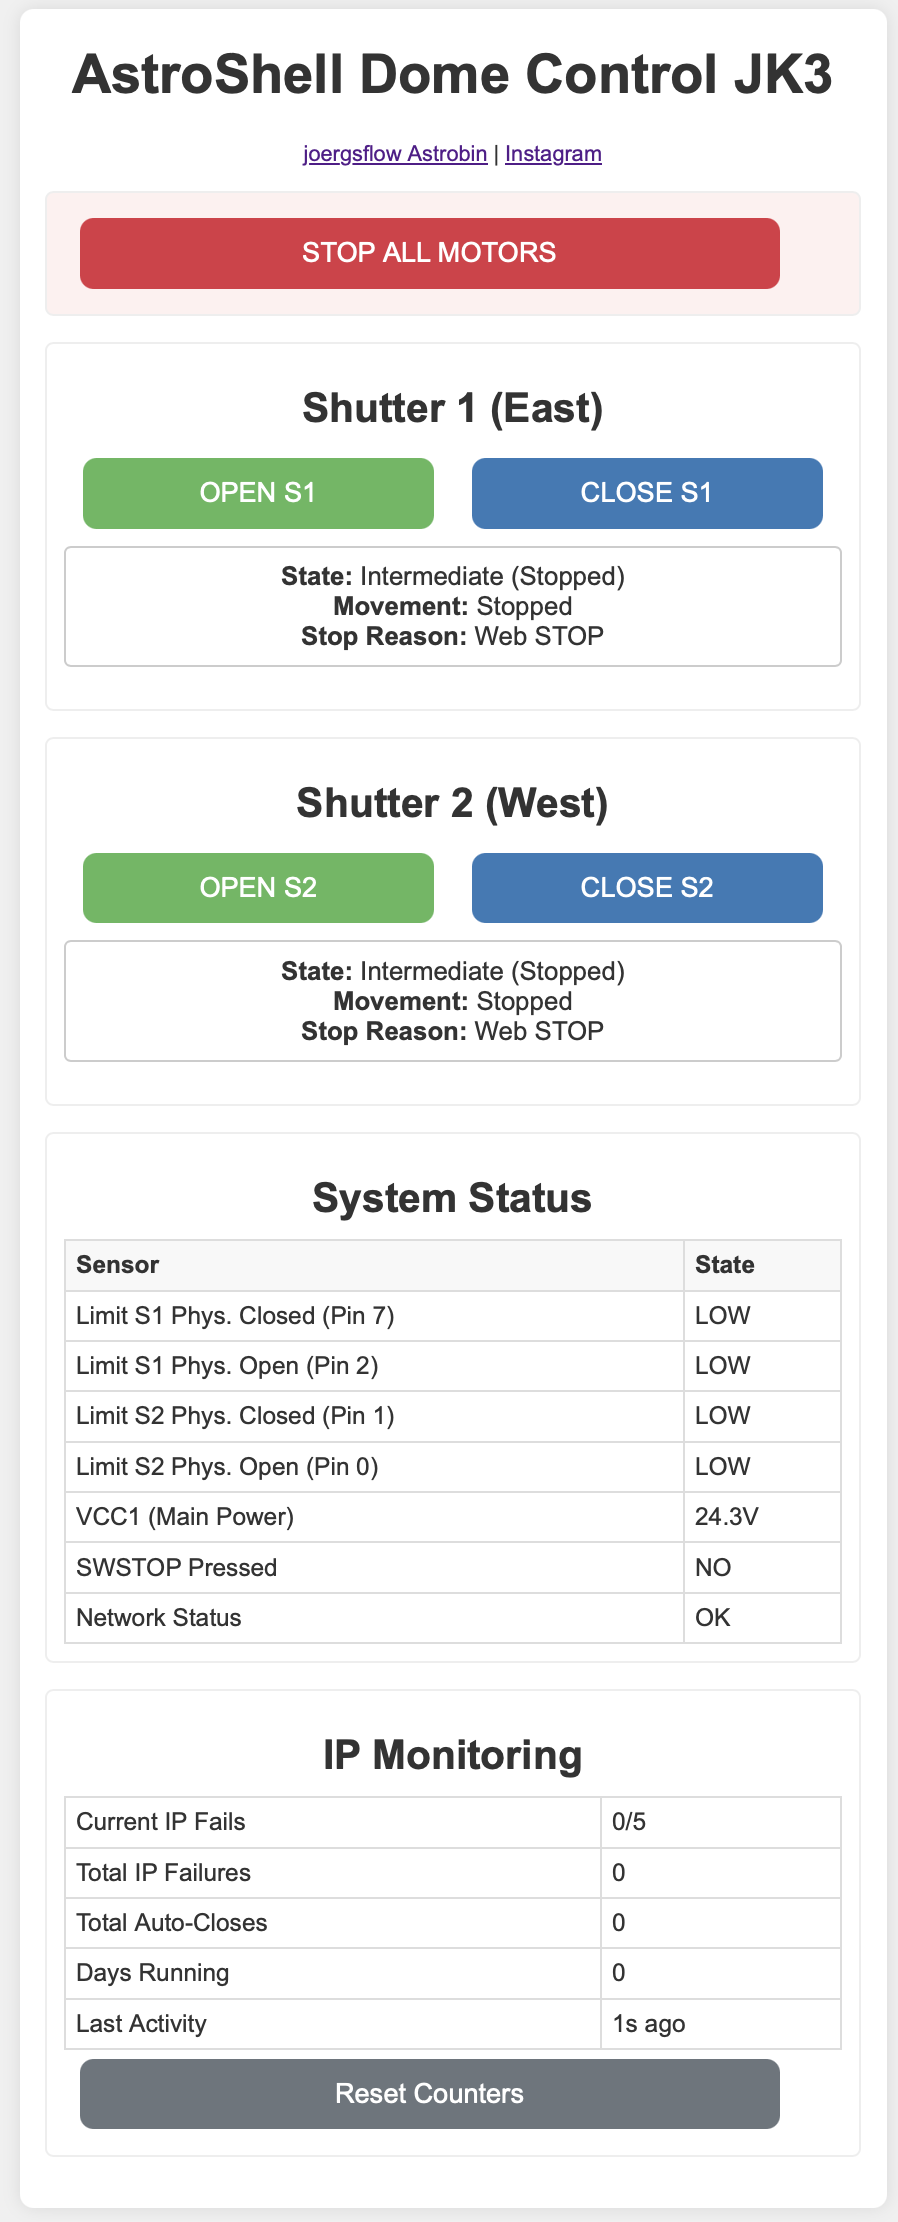 AstroShell Dome Control JK3
joergsflow Astrobin | Instagram
STOP ALL MOTORS
Shutter 1 (East)
OPEN S1 CLOSE S1
State: Intermediate (Stopped)
Movement: Stopped
Stop Reason: Web STOP
Shutter 2 (West)
OPEN S2 CLOSE S2
State: Intermediate (Stopped)
Movement: Stopped
Stop Reason: Web STOP
System Status
Sensor State
Limit S1 Phys. Closed (Pin 7) LOW
Limit S1 Phys. Open (Pin 2) LOW
Limit S2 Phys. Closed (Pin 1) LOW
Limit S2 Phys. Open (Pin 0) LOW
VCC1 (Main Power) 24.3V
SWSTOP Pressed NO
Network Status OK
IP Monitoring
Current IP Fails 0/5
Total IP Failures 0
Total Auto-Closes 0
Days Running 0
Last Activity 1s ago
Reset Counters